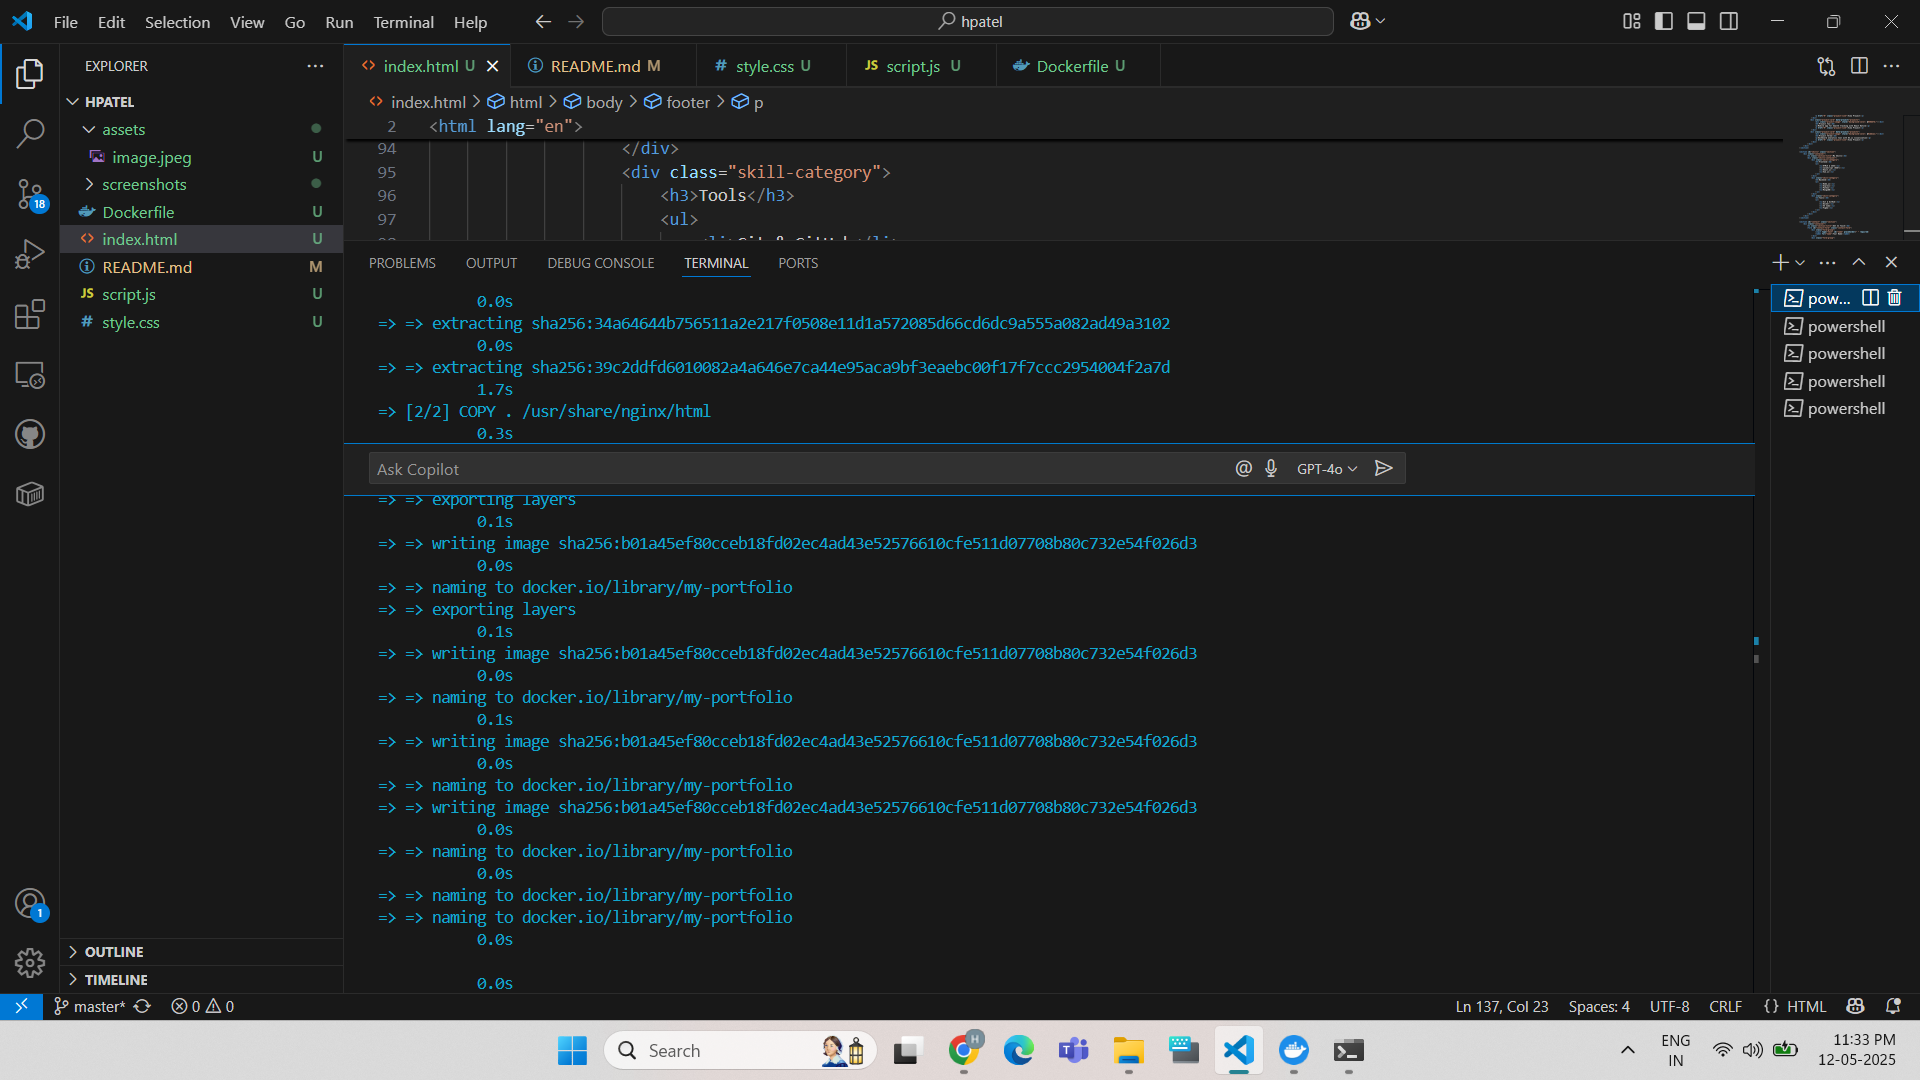 File Edit Selection View Go Run Terminal Help
hpatel
EXPLORER
HPATEL
assets
image.jpeg U
screenshots
Dockerfile U
index.html U
README.md M
script.js U
style.css U
OUTLINE
TIMELINE
18
1
index.html U README.md M style.css U JS script.js U Dockerfile U
index.html > html > body > footer > p
2 <html lang="en">
94 </div>
95 <div class="skill-category">
96 <h3>Tools</h3>
97 <ul>
PROBLEMS OUTPUT DEBUG CONSOLE TERMINAL PORTS
0.0s
=> => extracting sha256:34a64644b756511a2e217f0508e11d1a572085d66cd6dc9a555a082ad49a3102
0.0s
=> => extracting sha256:39c2ddfd6010082a4a646e7ca44e95aca9bf3eaebc00f17f7ccc2954004f2a7d
1.7s
=> [2/2] COPY . /usr/share/nginx/html
0.3s
Ask Copilot GPT-4o
=> => exporting layers
0.1s
=> => writing image sha256:b01a45ef80cceb18fd02ec4ad43e52576610cfe511d07708b80c732e54f026d3
0.0s
=> => naming to docker.io/library/my-portfolio
=> => exporting layers
0.1s
=> => writing image sha256:b01a45ef80cceb18fd02ec4ad43e52576610cfe511d07708b80c732e54f026d3
0.0s
=> => naming to docker.io/library/my-portfolio
0.1s
=> => writing image sha256:b01a45ef80cceb18fd02ec4ad43e52576610cfe511d07708b80c732e54f026d3
0.0s
=> => naming to docker.io/library/my-portfolio
=> => writing image sha256:b01a45ef80cceb18fd02ec4ad43e52576610cfe511d07708b80c732e54f026d3
0.0s
=> => naming to docker.io/library/my-portfolio
0.0s
=> => naming to docker.io/library/my-portfolio
=> => naming to docker.io/library/my-portfolio
0.0s
0.0s
pow...
powershell
powershell
powershell
powershell
master* 0 0
Ln 137, Col 23 Spaces: 4 UTF-8 CRLF {} HTML
Search
ENG
IN
11:33 PM
12-05-2025